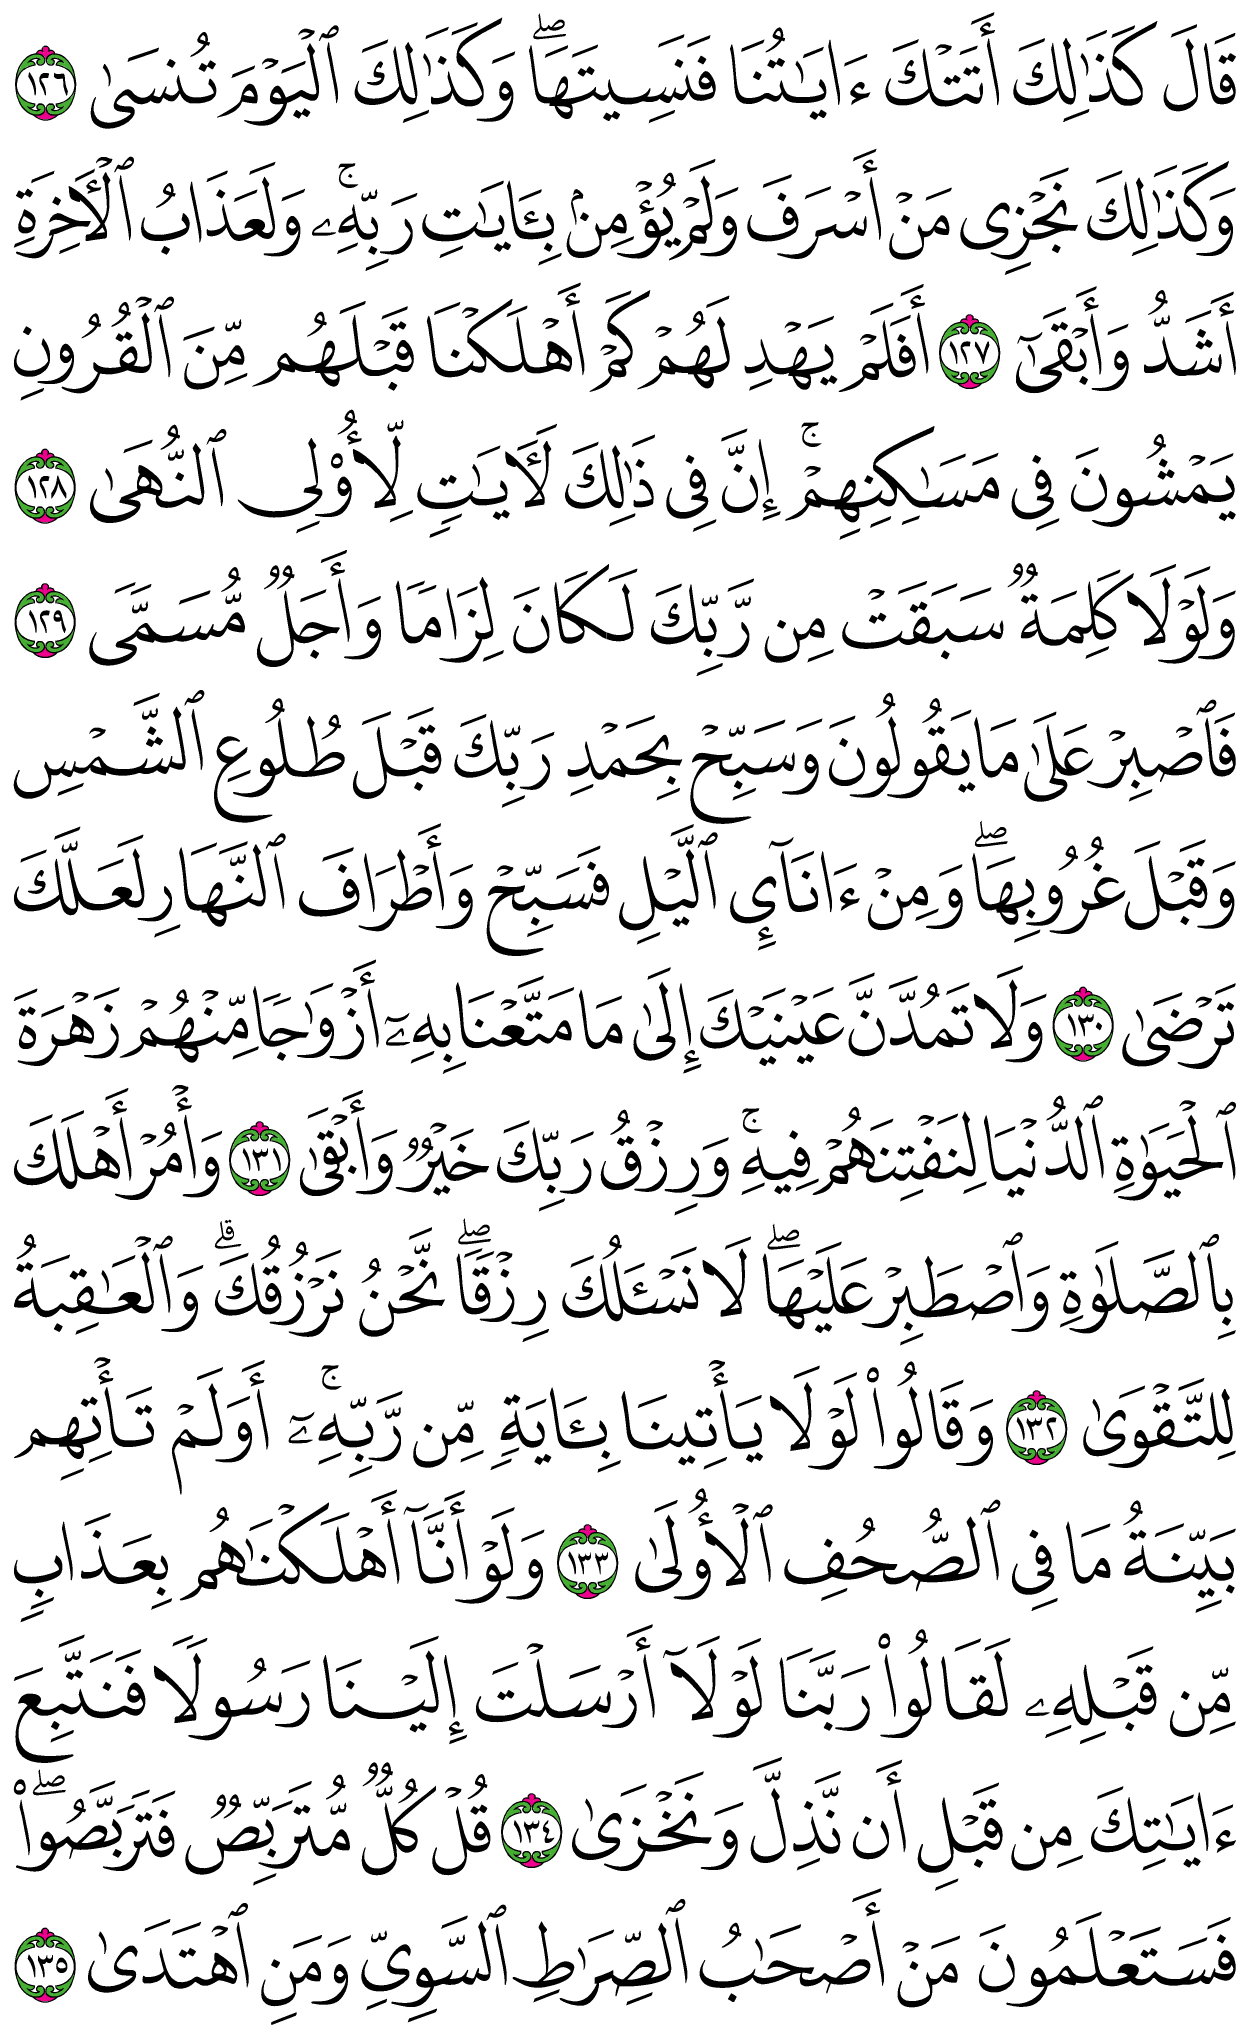 قَالَ كَذَٰلِكَ أَتَتۡكَ ءَايَٰتُنَا فَنَسِيتَهَاۖ وَكَذَٰلِكَ ٱلۡيَوۡمَ تُنسَىٰ ١٢٦
وَكَذَٰلِكَ نَجۡزِي مَنۡ أَسۡرَفَ وَلَمۡ يُؤۡمِنۢ بِـَٔايَٰتِ رَبِّهِۦۚ وَلَعَذَابُ ٱلۡأٓخِرَةِ
أَشَدُّ وَأَبۡقَىٰٓ ١٢٧ أَفَلَمۡ يَهۡدِ لَهُمۡ كَمۡ أَهۡلَكۡنَا قَبۡلَهُم مِّنَ ٱلۡقُرُونِ
يَمۡشُونَ فِي مَسَٰكِنِهِمۡۚ إِنَّ فِي ذَٰلِكَ لَأٓيَٰتٖ لِّأُوْلِي ٱلنُّهَىٰ ١٢٨
وَلَوۡلَا كَلِمَةٞ سَبَقَتۡ مِن رَّبِّكَ لَكَانَ لِزَامٗا وَأَجَلٞ مُّسَمّٗى ١٢٩
فَٱصۡبِرۡ عَلَىٰ مَا يَقُولُونَ وَسَبِّحۡ بِحَمۡدِ رَبِّكَ قَبۡلَ طُلُوعِ ٱلشَّمۡسِ
وَقَبۡلَ غُرُوبِهَاۖ وَمِنۡ ءَانَآيِٕ ٱلَّيۡلِ فَسَبِّحۡ وَأَطۡرَافَ ٱلنَّهَارِ لَعَلَّكَ
تَرۡضَىٰ ١٣٠ وَلَا تَمُدَّنَّ عَيۡنَيۡكَ إِلَىٰ مَا مَتَّعۡنَا بِهِۦٓ أَزۡوَٰجٗا مِّنۡهُمۡ زَهۡرَةَ
ٱلۡحَيَوٰةِ ٱلدُّنۡيَا لِنَفۡتِنَهُمۡ فِيهِۚ وَرِزۡقُ رَبِّكَ خَيۡرٞ وَأَبۡقَىٰ ١٣١ وَأۡمُرۡ أَهۡلَكَ
بِٱلصَّلَوٰةِ وَٱصۡطَبِرۡ عَلَيۡهَاۖ لَا نَسۡـَٔلُكَ رِزۡقٗاۖ نَّحۡنُ نَرۡزُقُكَۗ وَٱلۡعَٰقِبَةُ
لِلتَّقۡوَىٰ ١٣٢ وَقَالُواْ لَوۡلَا يَأۡتِينَا بِـَٔايَةٖ مِّن رَّبِّهِۦٓۚ أَوَلَمۡ تَأۡتِهِم
بَيِّنَةُ مَا فِي ٱلصُّحُفِ ٱلۡأُولَىٰ ١٣٣ وَلَوۡ أَنَّآ أَهۡلَكۡنَٰهُم بِعَذَابٖ
مِّن قَبۡلِهِۦ لَقَالُواْ رَبَّنَا لَوۡلَآ أَرۡسَلۡتَ إِلَيۡنَا رَسُولٗا فَنَتَّبِعَ
ءَايَٰتِكَ مِن قَبۡلِ أَن نَّذِلَّ وَنَخۡزَىٰ ١٣٤ قُلۡ كُلّٞ مُّتَرَبِّصٞ فَتَرَبَّصُواْۖ
فَسَتَعۡلَمُونَ مَنۡ أَصۡحَٰبُ ٱلصِّرَٰطِ ٱلسَّوِيِّ وَمَنِ ٱهۡتَدَىٰ ١٣٥